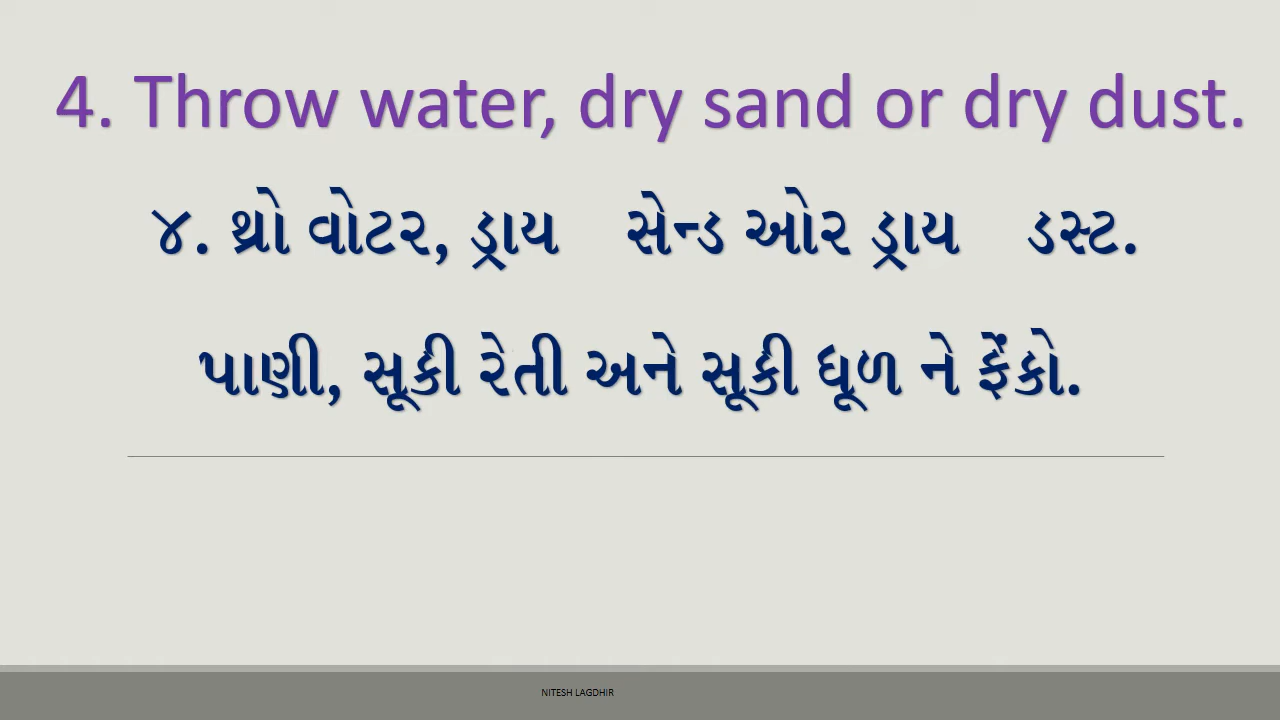 4. Throw water, dry sand or dry dust.
૪. થ્રો વોટર, ડ્રાય સેન્ડ ઓર ડ્રાય ડસ્ટ.
પાણી, સૂકી રેતી અને સૂકી ધૂળ ને ફેંકો.
NITESH LAGDHIR